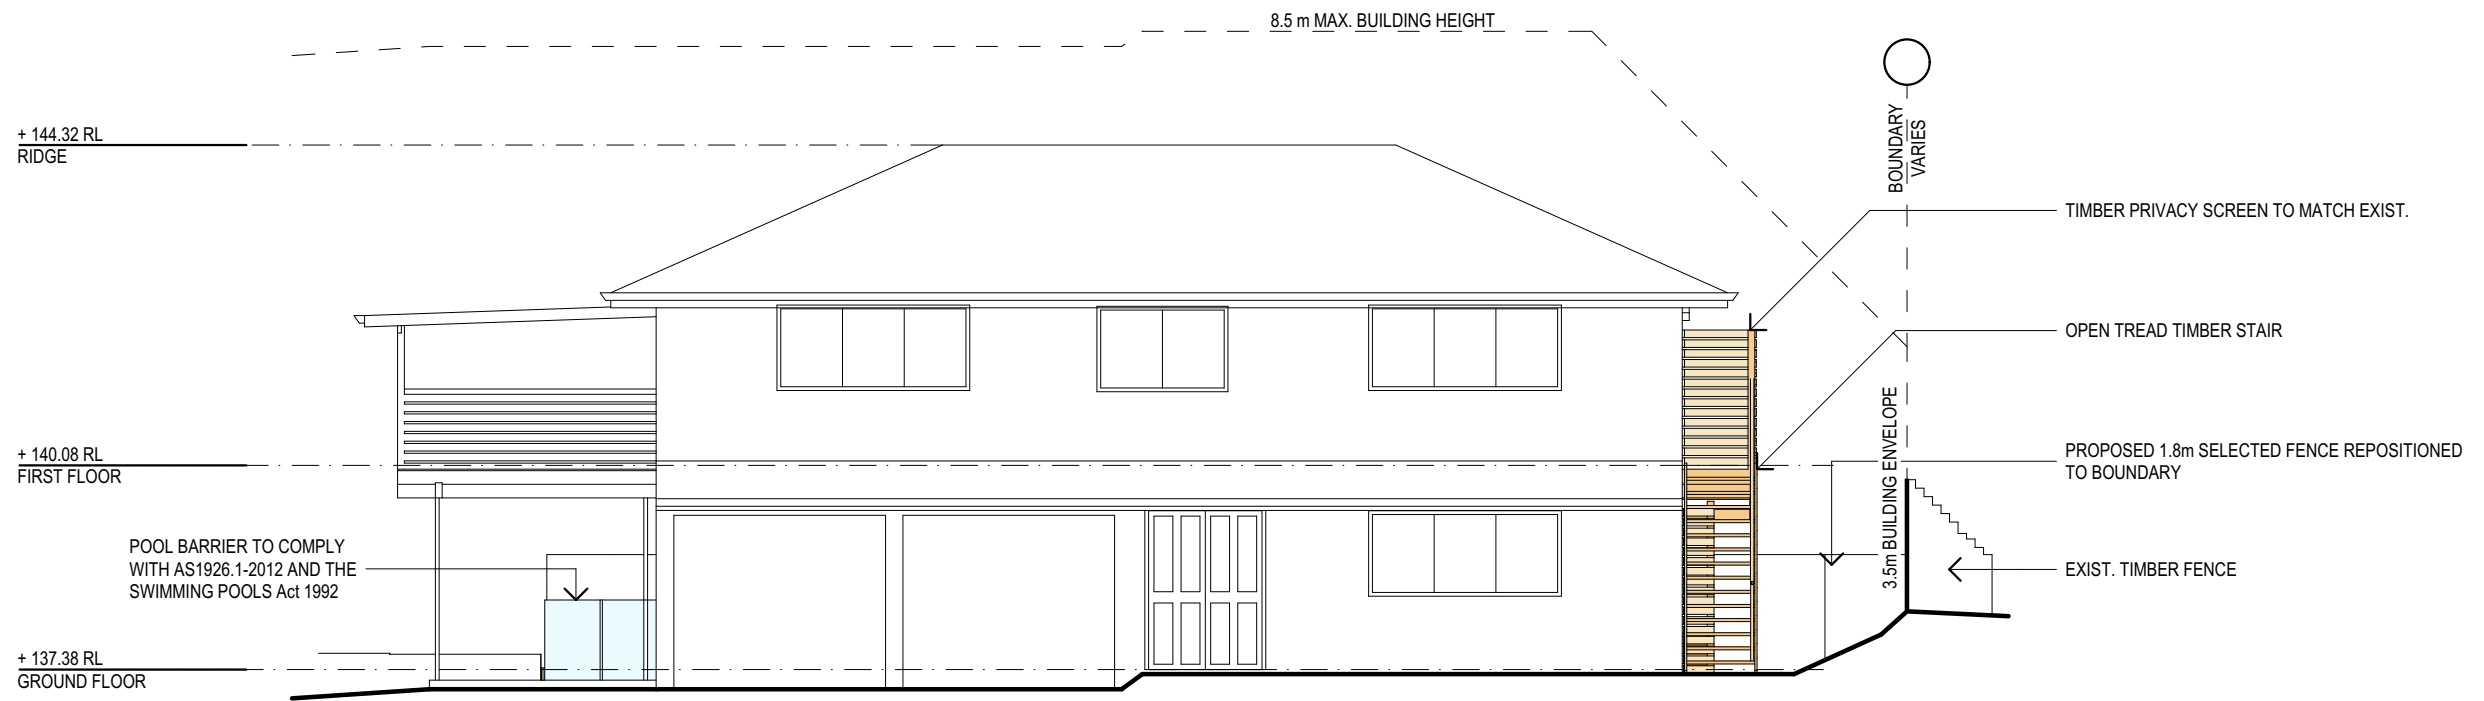 8.5 m MAX. BUILDING HEIGHT
+ 144.32 RL
RIDGE
BOUNDARY
VARIES
TIMBER PRIVACY SCREEN TO MATCH EXIST.
OPEN TREAD TIMBER STAIR
3.5m BUILDING ENVELOPE
+ 140.08 RL
FIRST FLOOR
PROPOSED 1.8m SELECTED FENCE REPOSITIONED
TO BOUNDARY
POOL BARRIER TO COMPLY
WITH AS1926.1-2012 AND THE
SWIMMING POOLS Act 1992
EXIST. TIMBER FENCE
+ 137.38 RL
GROUND FLOOR